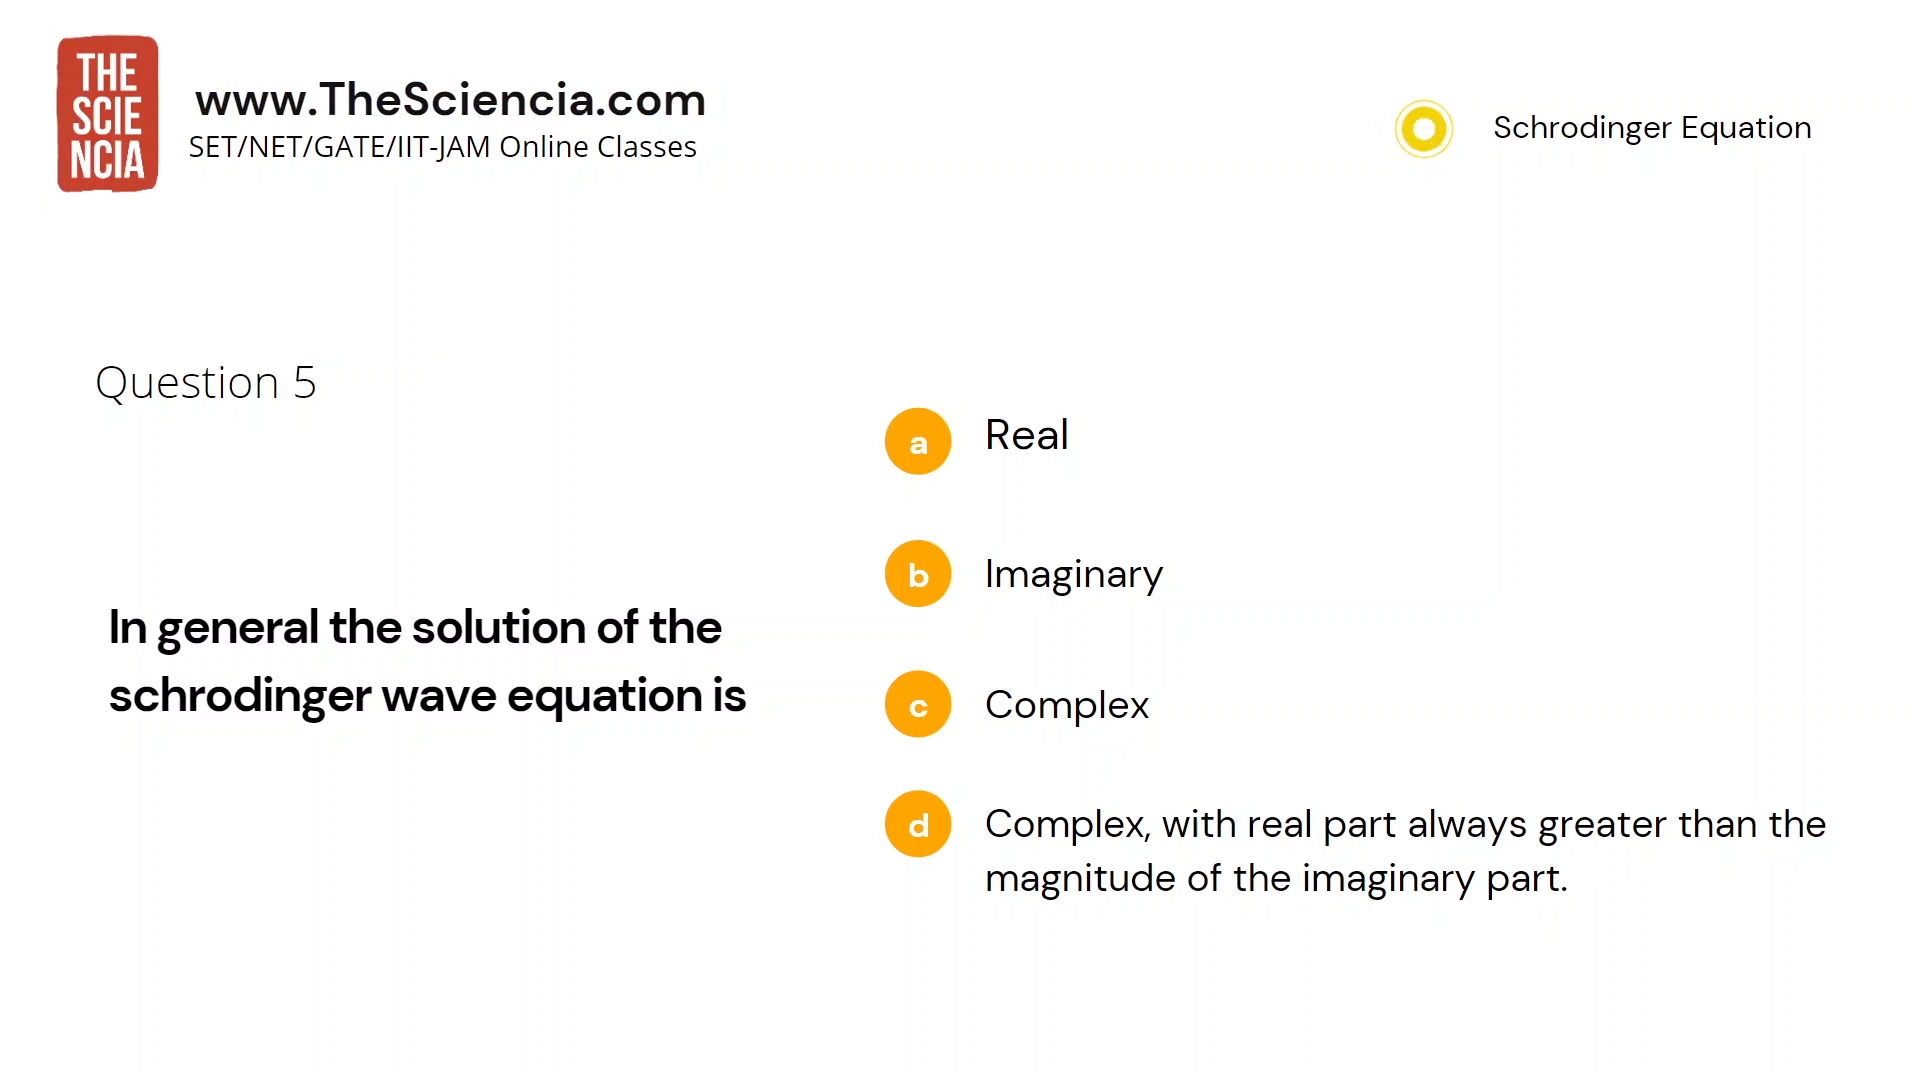 THE
SCIE
NCIA
www.TheSciencia.com
SET/NET/GATE/IIT-JAM Online Classes
Schrodinger Equation
Question 5
In general the solution of the
schrodinger wave equation is
a Real
b Imaginary
c Complex
d Complex, with real part always greater than the
magnitude of the imaginary part.